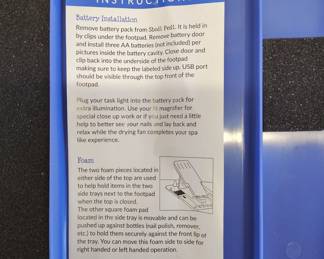 INSTRUCTIONS
Battery Installation
Remove battery pack from Stoll Poll. It is held in
by clips under the footpad. Remove battery door
and install three AA batteries (not included) per
pictures inside the battery cavity. Close door and
clip back into the underside of the footpad
making sure to keep the labeled side up. USB port
should be visible through the top front of the
footpad.
Plug your task light into the battery pack for
extra illumination. Use your magnifier for
special close up work or if you just need a little
help to better see your nails and lay back and
relax while the drying fan completes your spa
like experience.
Foam
The two foam pieces located in
either side of the top are used
to help hold items in the two
side trays next to the footpad
when the top is closed.
The other square foam pad
located in the side tray is movable and can be
pushed up against bottles (nail polish, remover,
etc.) to hold them securely against the front lip of
the tray. You can move this foam side to side for
right handed or left handed operation.